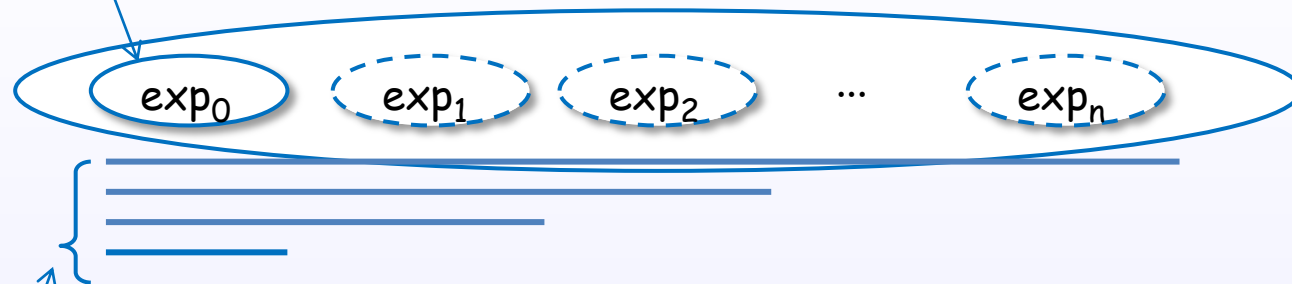 exp₀ exp₁ exp₂ ... expₙ